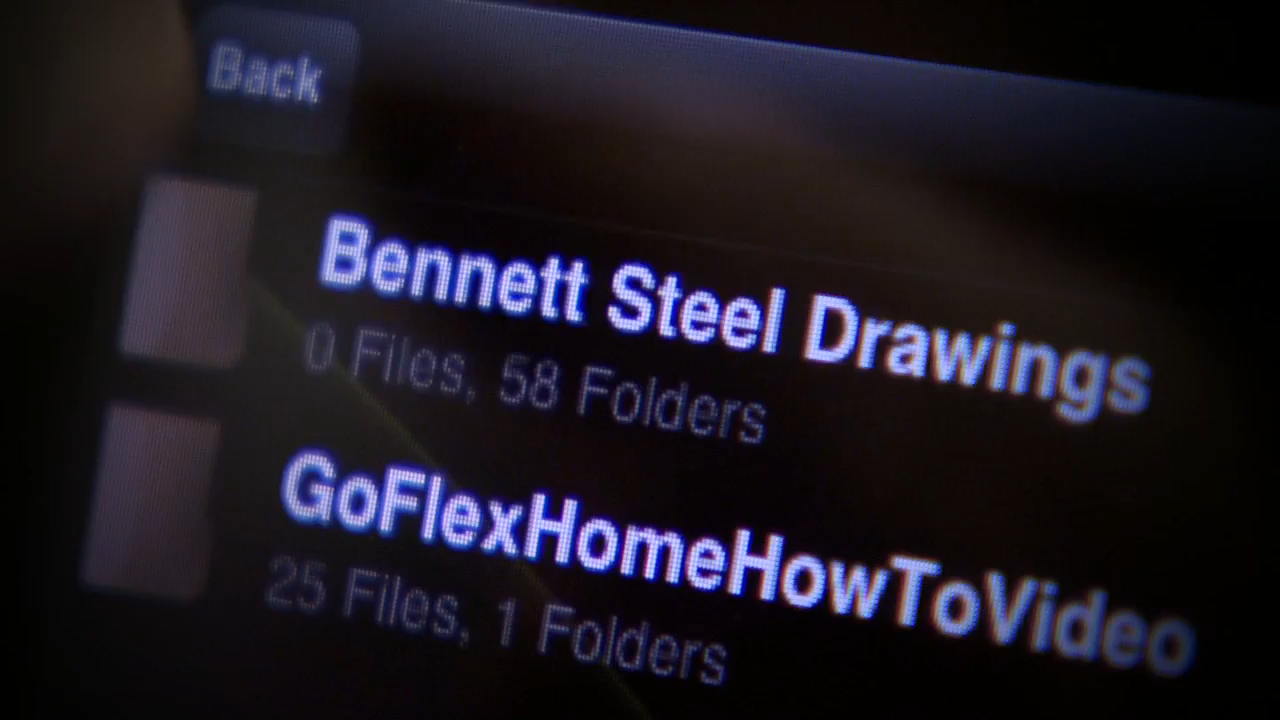 Back
Bennett Steel Drawings
0 Files, 58 Folders
GoFlexHomeHowToVideo
25 Files, 1 Folders